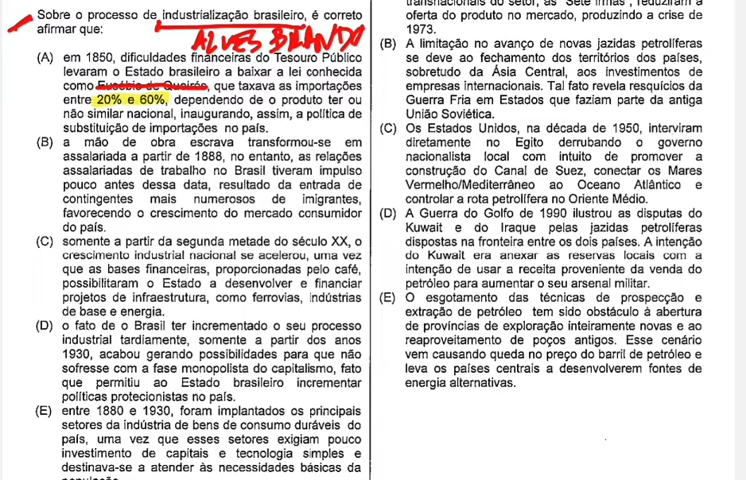 Sobre o processo de industrialização brasileiro, é correto
afirmar que:
ALVES BRANDO
(A) em 1850, dificuldades financeiras do Tesouro Público
levaram o Estado brasileiro a baixar a lei conhecida
como Eusébio de Queirós, que taxava as importações
entre 20% e 60%, dependendo de o produto ter ou
não similar nacional, inaugurando, assim, a política de
substituição de importações no país.
(B) a mão de obra escrava transformou-se em
assalariada a partir de 1888, no entanto, as relações
assalariadas de trabalho no Brasil tiveram impulso
pouco antes dessa data, resultado da entrada de
contingentes mais numerosos de imigrantes,
favorecendo o crescimento do mercado consumidor
do país.
(C) somente a partir da segunda metade do século XX, o
crescimento industrial nacional se acelerou, uma vez
que as bases financeiras, proporcionadas pelo café,
possibilitaram o Estado a desenvolver e financiar
projetos de infraestrutura, como ferrovias, indústrias
de base e energia.
(D) o fato de o Brasil ter incrementado o seu processo
industrial tardiamente, somente a partir dos anos
1930, acabou gerando possibilidades para que não
sofresse com a fase monopolista do capitalismo, fato
que permitiu ao Estado brasileiro incrementar
políticas protecionistas no país.
(E) entre 1880 e 1930, foram implantados os principais
setores da indústria de bens de consumo duráveis do
país, uma vez que esses setores exigiam pouco
investimento de capitais e tecnologia simples e
destinava-se a atender às necessidades básicas da
população.
transnacionais do setor, as "Sete Irmãs", reduziram a
oferta do produto no mercado, produzindo a crise de
1973.
(B) A limitação no avanço de novas jazidas petrolíferas
se deve ao fechamento dos territórios dos países,
sobretudo da Ásia Central, aos investimentos de
empresas internacionais. Tal fato revela resquícios da
Guerra Fria em Estados que faziam parte da antiga
União Soviética.
(C) Os Estados Unidos, na década de 1950, interviram
diretamente no Egito derrubando o governo
nacionalista local com intuito de promover a
construção do Canal de Suez, conectar os Mares
Vermelho/Mediterrâneo ao Oceano Atlântico e
controlar a rota petrolífera no Oriente Médio.
(D) A Guerra do Golfo de 1990 ilustrou as disputas do
Kuwait e do Iraque pelas jazidas petrolíferas
dispostas na fronteira entre os dois países. A intenção
do Kuwait era anexar as reservas locais com a
intenção de usar a receita proveniente da venda do
petróleo para aumentar o seu arsenal militar.
(E) O esgotamento das técnicas de prospecção e
extração de petróleo tem sido obstáculo à abertura
de províncias de exploração inteiramente novas e ao
reaproveitamento de poços antigos. Esse cenário
vem causando queda no preço do barril de petróleo e
leva os países centrais a desenvolverem fontes de
energia alternativas.